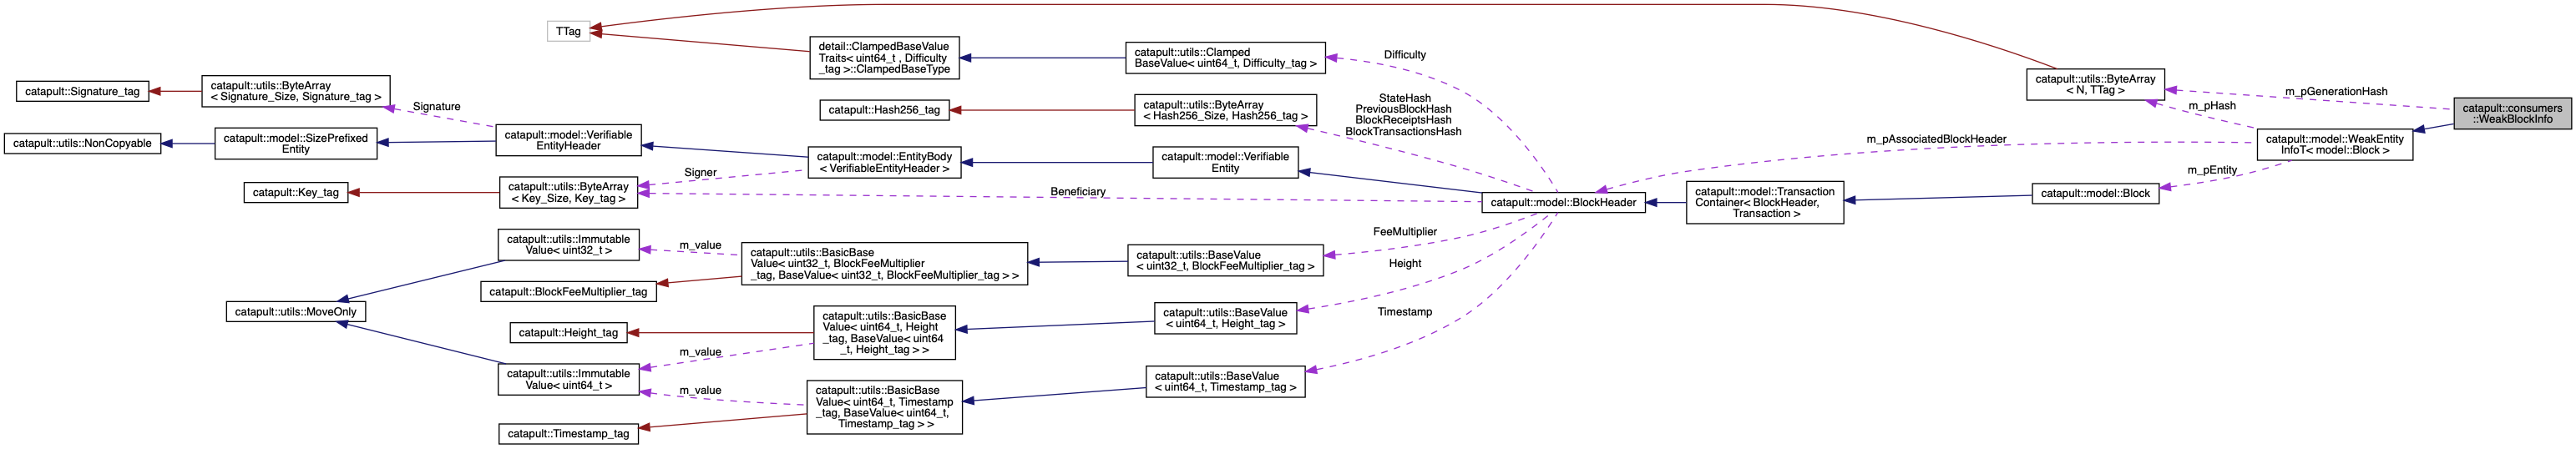 TTag
detail::ClampedBaseValue
Traits< uint64_t , Difficulty
_tag >::ClampedBaseType
catapult::utils::Clamped
BaseValue< uint64_t, Difficulty_tag >
Difficulty
catapult::utils::ByteArray
< N, TTag >
m_pGenerationHash
catapult::consumers
::WeakBlockInfo
catapult::Signature_tag
catapult::utils::ByteArray
< Signature_Size, Signature_tag >
Signature
catapult::Hash256_tag
catapult::utils::ByteArray
< Hash256_Size, Hash256_tag >
StateHash
PreviousBlockHash
BlockReceiptsHash
BlockTransactionsHash
m_pHash
catapult::utils::NonCopyable
catapult::model::SizePrefixed
Entity
catapult::model::Verifiable
EntityHeader
catapult::model::EntityBody
< VerifiableEntityHeader >
catapult::model::Verifiable
Entity
m_pAssociatedBlockHeader
catapult::model::WeakEntity
InfoT< model::Block >
m_pEntity
catapult::Key_tag
catapult::utils::ByteArray
< Key_Size, Key_tag >
Signer
Beneficiary
catapult::model::BlockHeader
catapult::model::Transaction
Container< BlockHeader,
Transaction >
catapult::model::Block
catapult::utils::Immutable
Value< uint32_t >
m_value
catapult::utils::BasicBase
Value< uint32_t, BlockFeeMultiplier
_tag, BaseValue< uint32_t, BlockFeeMultiplier_tag > >
catapult::utils::BaseValue
< uint32_t, BlockFeeMultiplier_tag >
FeeMultiplier
catapult::BlockFeeMultiplier_tag
catapult::utils::MoveOnly
Height
catapult::Height_tag
catapult::utils::BasicBase
Value< uint64_t, Height
_tag, BaseValue< uint64
_t, Height_tag > >
catapult::utils::BaseValue
< uint64_t, Height_tag >
Timestamp
m_value
catapult::utils::Immutable
Value< uint64_t >
m_value
catapult::utils::BasicBase
Value< uint64_t, Timestamp
_tag, BaseValue< uint64_t,
Timestamp_tag > >
catapult::utils::BaseValue
< uint64_t, Timestamp_tag >
catapult::Timestamp_tag